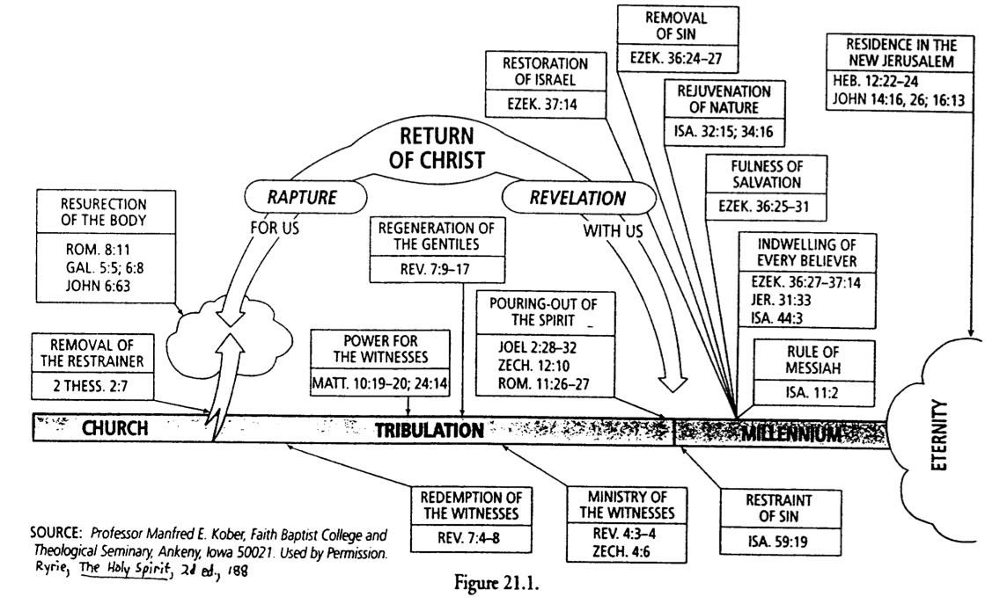 REMOVAL
OF SIN
EZEK. 36:24–27
RESIDENCE IN THE
NEW JERUSALEM
HEB. 12:22–24
JOHN 14:16, 26; 16:13
RESTORATION
OF ISRAEL
EZEK. 37:14
REJUVENATION
OF NATURE
ISA. 32:15; 34:16
RETURN
OF CHRIST
RAPTURE
FOR US
REVELATION
WITH US
FULNESS OF
SALVATION
EZEK. 36:25–31
RESURECTION
OF THE BODY
ROM. 8:11
GAL. 5:5; 6:8
JOHN 6:63
REGENERATION OF
THE GENTILES
REV. 7:9–17
INDWELLING OF
EVERY BELIEVER
EZEK. 36:27–37:14
JER. 31:33
ISA. 44:3
POURING-OUT OF
THE SPIRIT
JOEL 2:28–32
ZECH. 12:10
ROM. 11:26–27
REMOVAL OF
THE RESTRAINER
2 THESS. 2:7
POWER FOR
THE WITNESSES
MATT. 10:19–20; 24:14
RULE OF
MESSIAH
ISA. 11:2
CHURCH
TRIBULATION
MILLENNIUM
ETERNITY
REDEMPTION OF
THE WITNESSES
REV. 7:4–8
MINISTRY OF
THE WITNESSES
REV. 4:3–4
ZECH. 4:6
RESTRAINT
OF SIN
ISA. 59:19
SOURCE: Professor Manfred E. Kober, Faith Baptist College and
Theological Seminary, Ankeny, Iowa 50021. Used by Permission.
Ryrie, The Holy Spirit, 2d ed., 188
Figure 21.1.